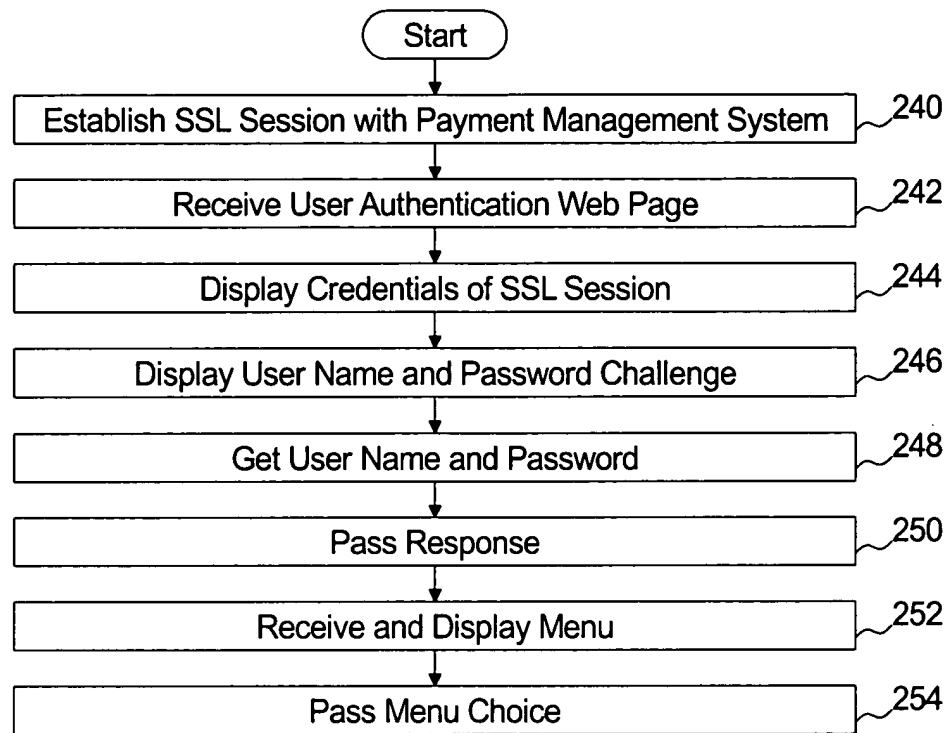 Start
Establish SSL Session with Payment Management System 240
Receive User Authentication Web Page 242
Display Credentials of SSL Session 244
Display User Name and Password Challenge 246
Get User Name and Password 248
Pass Response 250
Receive and Display Menu 252
Pass Menu Choice 254